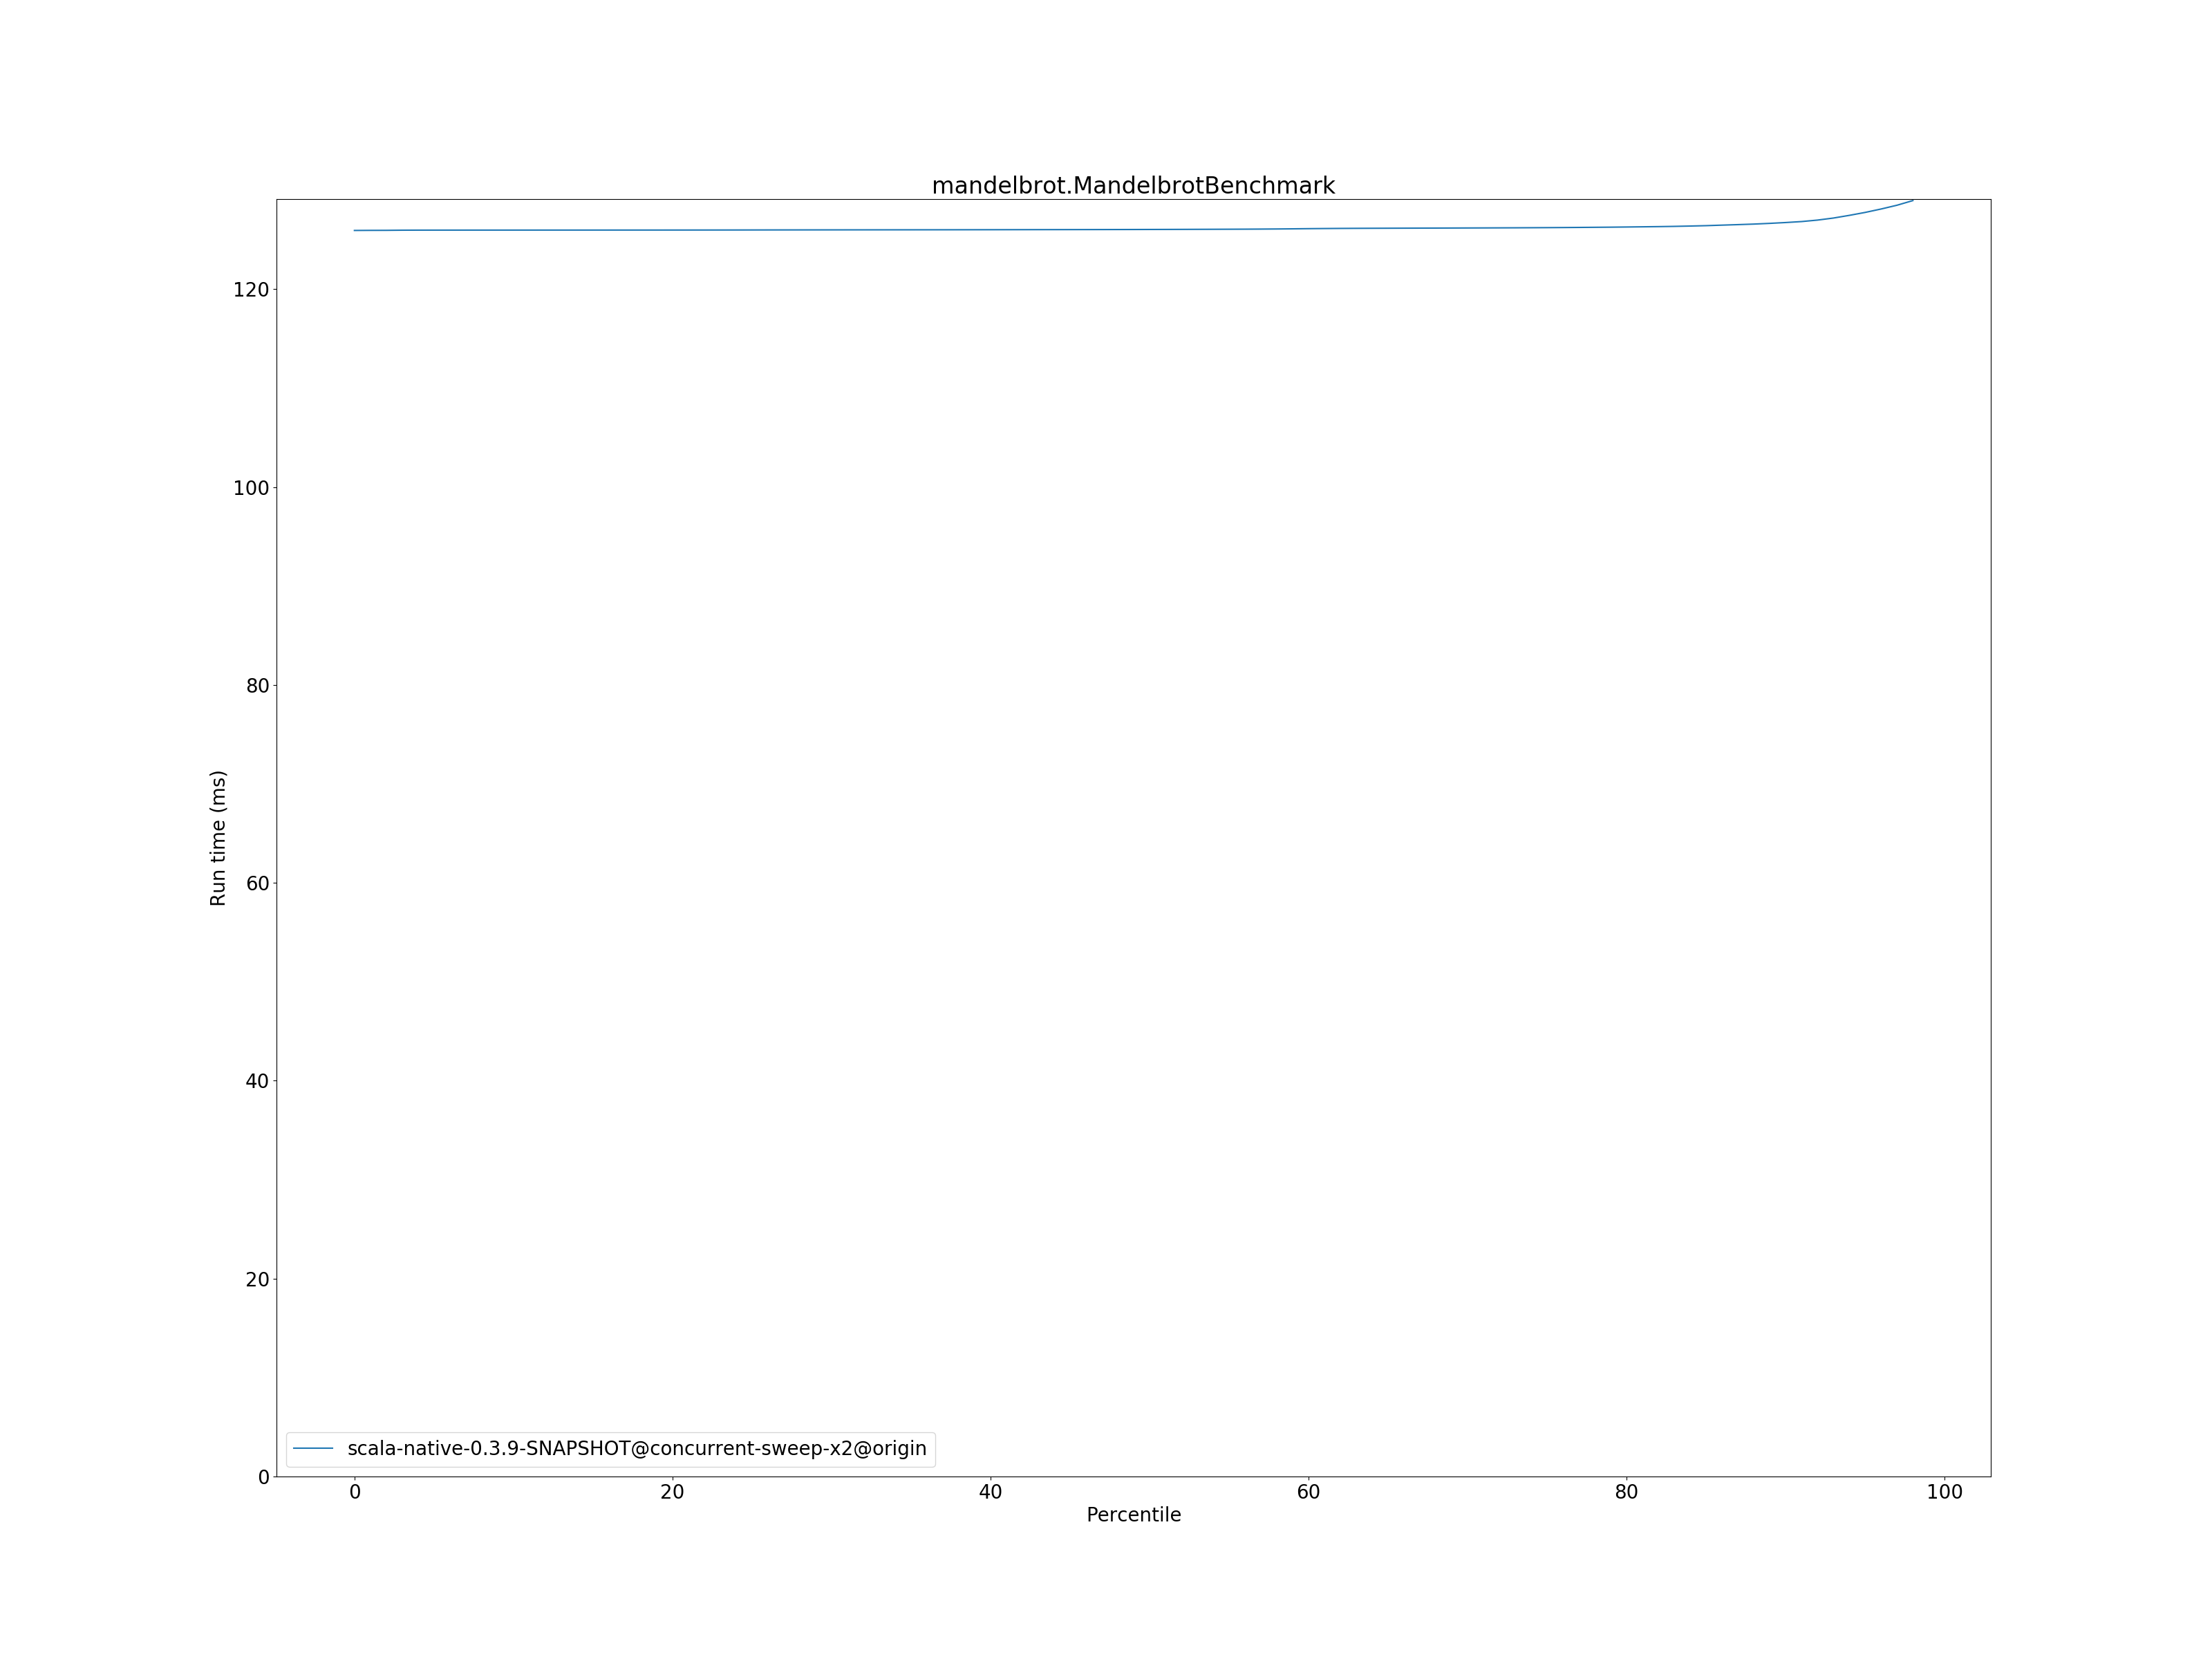 mandelbrot.MandelbrotBenchmark
120
100
80
60
40
20
0
Run time (ms)
scala-native-0.3.9-SNAPSHOT@concurrent-sweep-x2@origin
0 20 40 60 80 100
Percentile